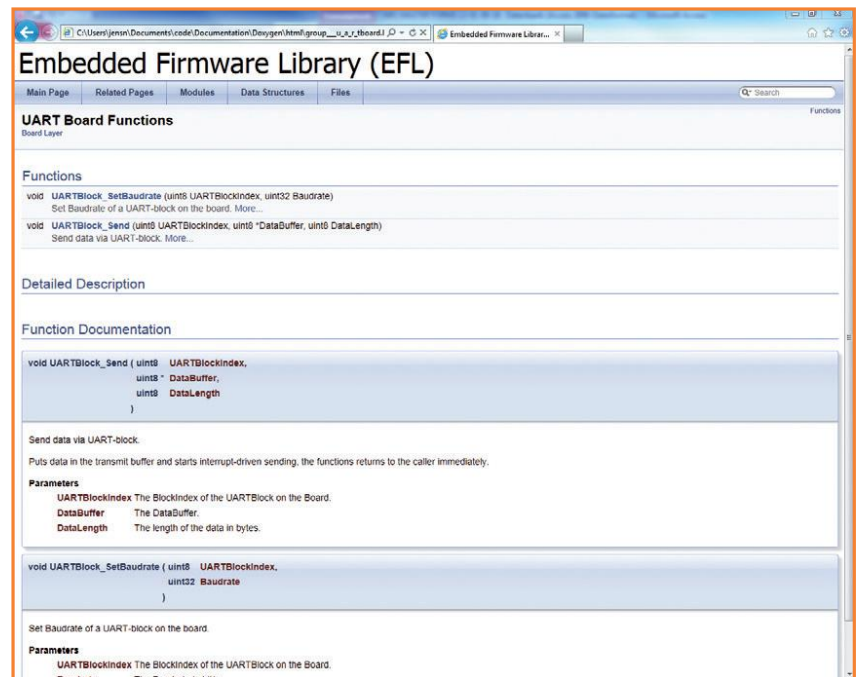 C:\Users\jensn\Documents\code\Documentation\Doxygen\html\group__u_a_r_tboard.l
Embedded Firmware Librar...
Embedded Firmware Library (EFL)
Main Page Related Pages Modules Data Structures Files Search
Functions
UART Board Functions
Board Layer
Functions
void UARTBlock_SetBaudrate (uint8 UARTBlockIndex, uint32 Baudrate)
Set Baudrate of a UART-block on the board. More...
void UARTBlock_Send (uint8 UARTBlockIndex, uint8 *DataBuffer, uint8 DataLength)
Send data via UART-block. More...
Detailed Description
Function Documentation
void UARTBlock_Send ( uint8 UARTBlockIndex,
uint8 * DataBuffer,
uint8 DataLength
)
Send data via UART-block.
Puts data in the transmit buffer and starts interrupt-driven sending, the functions returns to the caller immediately.
Parameters
UARTBlockIndex The BlockIndex of the UARTBlock on the Board.
DataBuffer The DataBuffer.
DataLength The length of the data in bytes.
void UARTBlock_SetBaudrate ( uint8 UARTBlockIndex,
uint32 Baudrate
)
Set Baudrate of a UART-block on the board.
Parameters
UARTBlockIndex The BlockIndex of the UARTBlock on the Board.